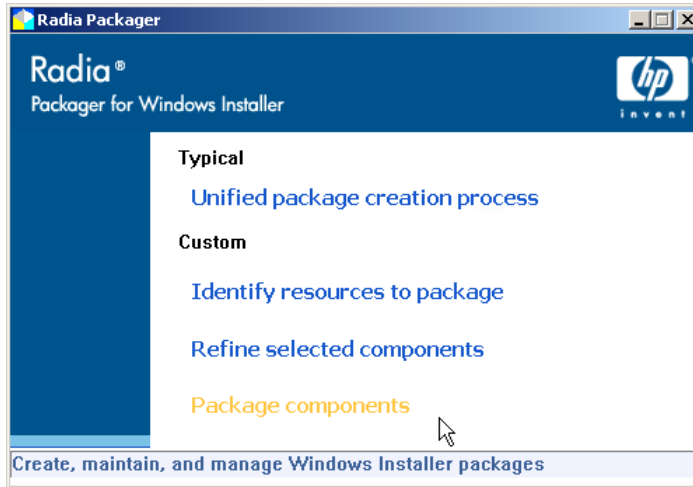 Radia Packager
Radia®
Packager for Windows Installer
hp
invent
Typical
Unified package creation process
Custom
Identify resources to package
Refine selected components
Package components
Create, maintain, and manage Windows Installer packages